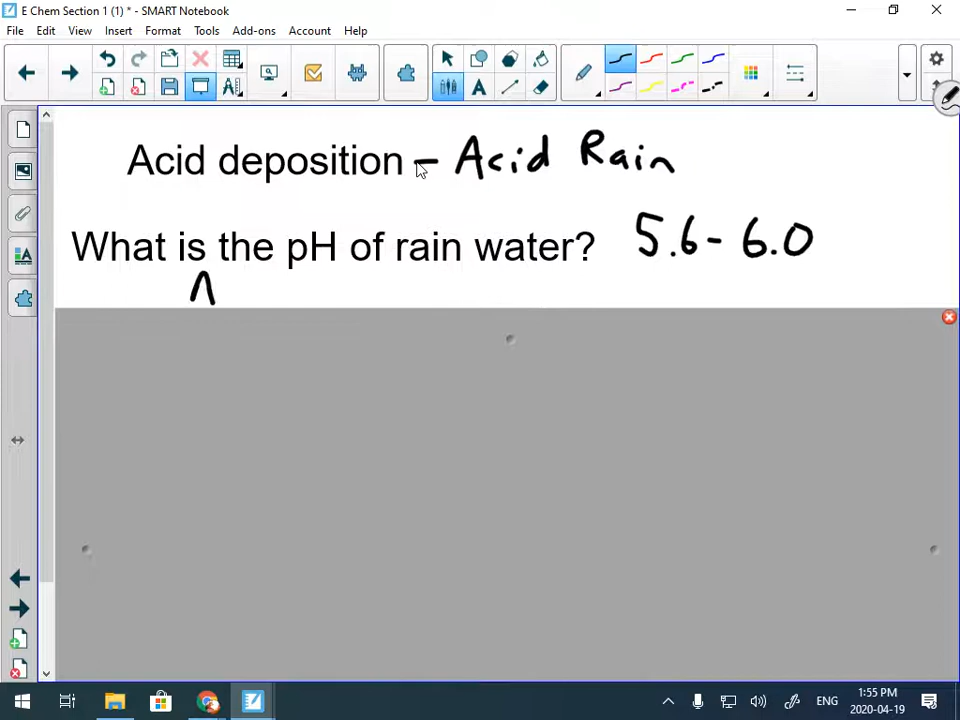 E Chem Section 1 (1) * - SMART Notebook
File Edit View Insert Format Tools Add-ons Account Help
Acid deposition - Acid Rain
What is the pH of rain water? 5.6 - 6.0
^
ENG
1:55 PM
2020-04-19